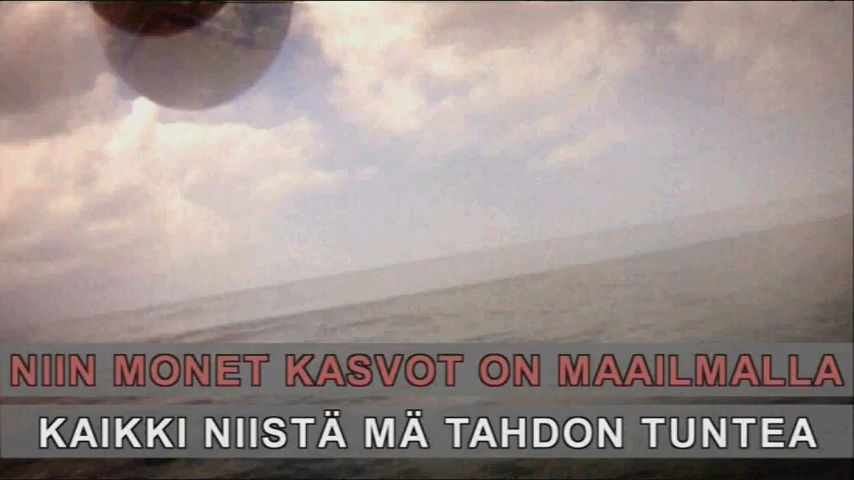 NIIN MONET KASVOT ON MAAILMALLA
KAIKKI NIISTÄ MÄ TAHDON TUNTEA